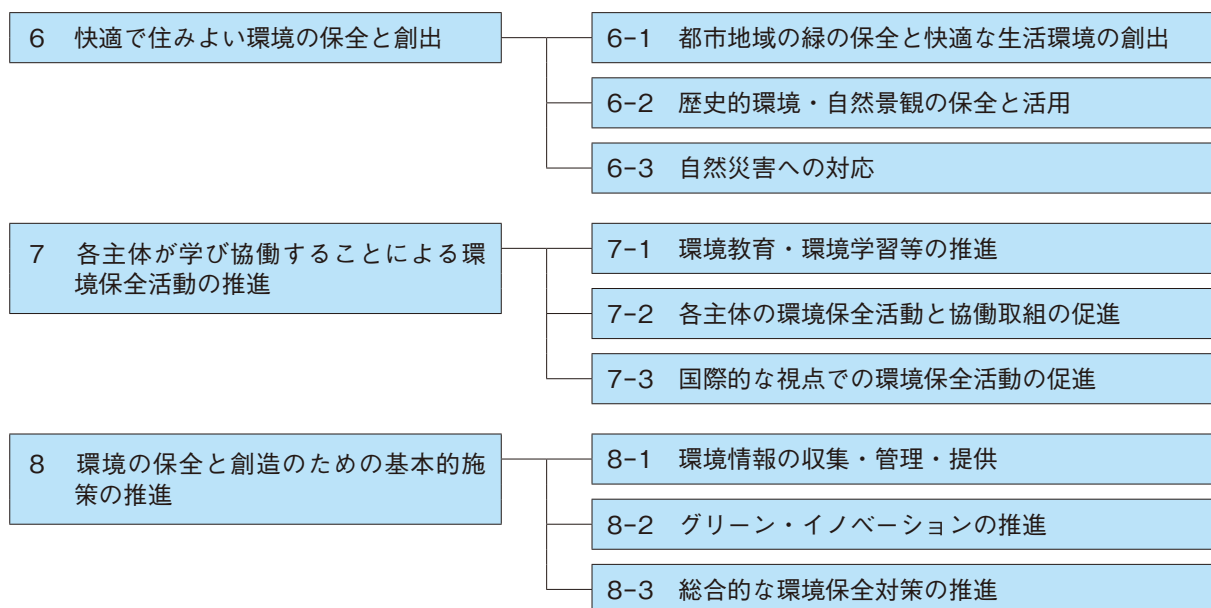 6 快適で住みよい環境の保全と創出
6-1 都市地域の緑の保全と快適な生活環境の創出
6-2 歴史的環境・自然景観の保全と活用
6-3 自然災害への対応
7 各主体が学び協働することによる環
境保全活動の推進
7-1 環境教育・環境学習等の推進
7-2 各主体の環境保全活動と協働取組の促進
7-3 国際的な視点での環境保全活動の促進
8 環境の保全と創造のための基本的施
策の推進
8-1 環境情報の収集・管理・提供
8-2 グリーン・イノベーションの推進
8-3 総合的な環境保全対策の推進